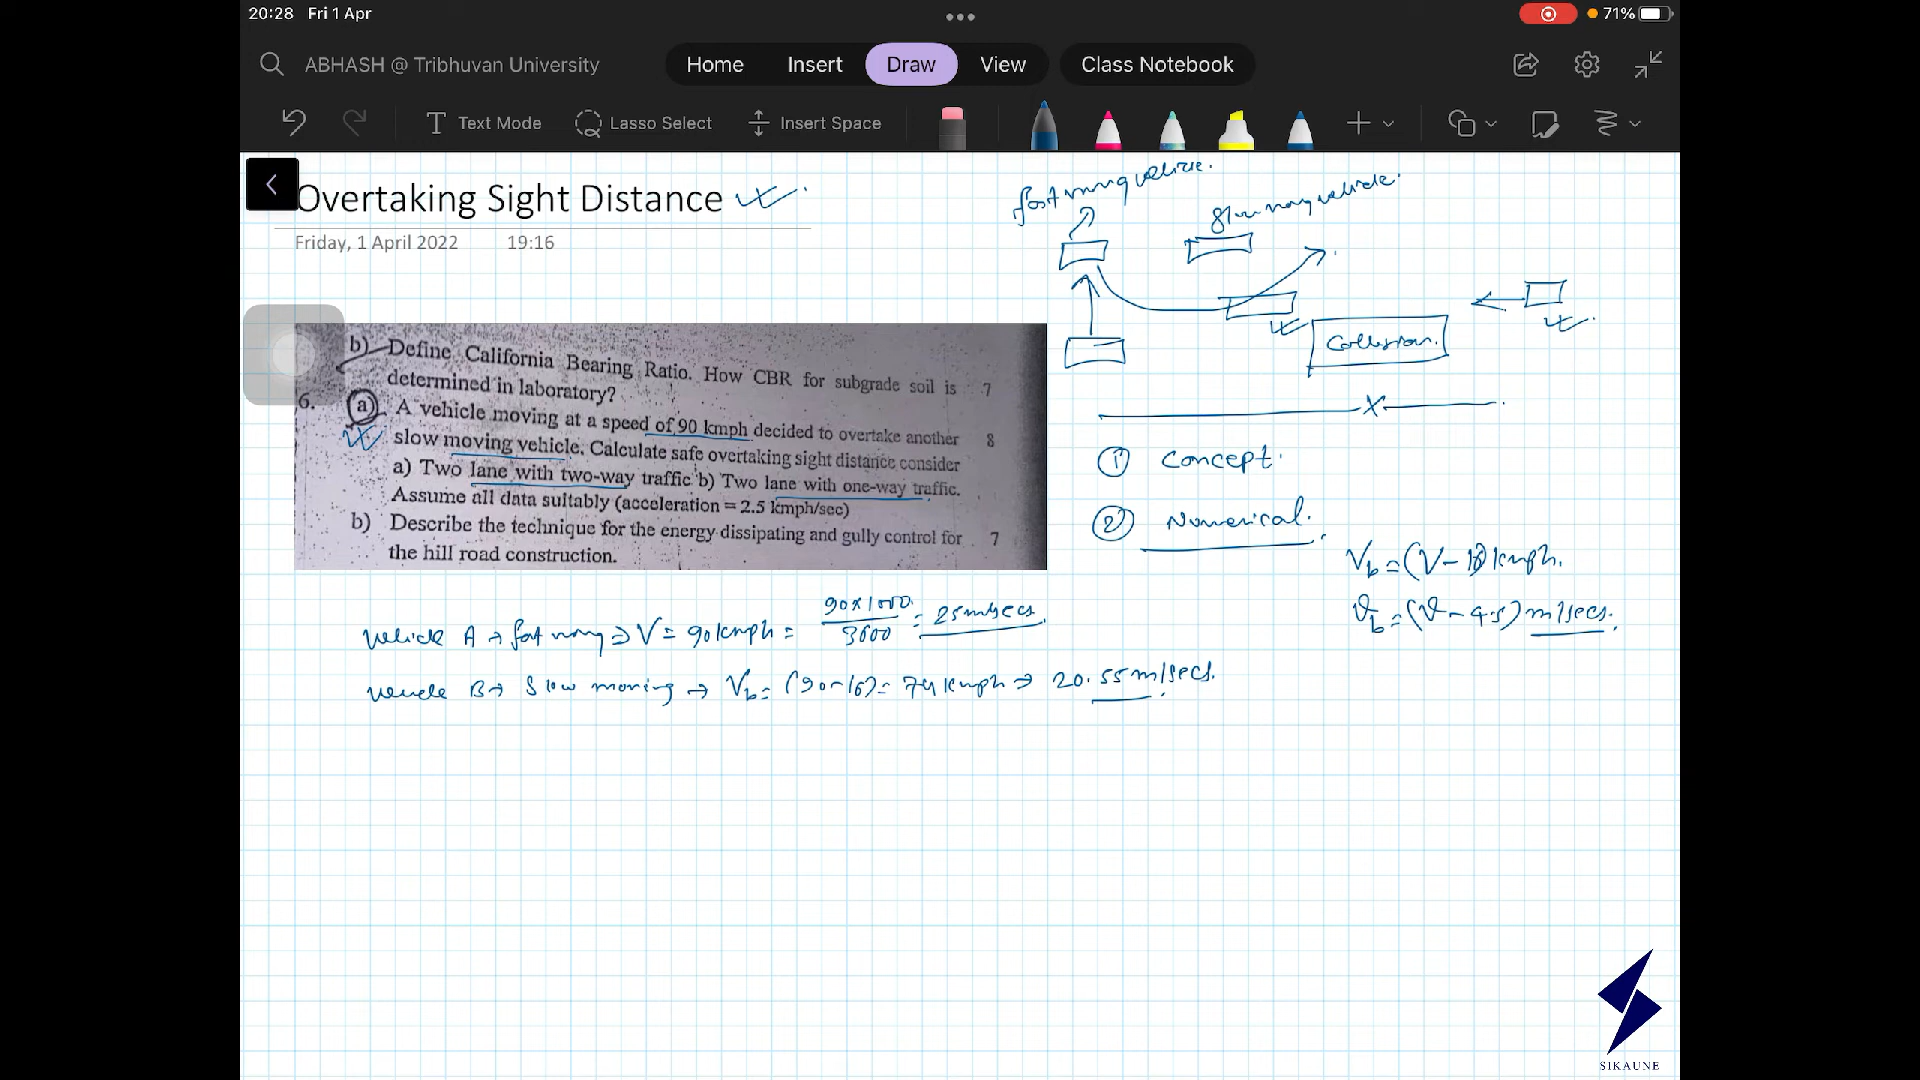 20:28 Fri 1 Apr
71%
ABHASH @ Tribhuvan University
Home Insert Draw View Class Notebook
Text Mode Lasso Select Insert Space
Overtaking Sight Distance
Friday, 1 April 2022 19:16
fast moving vehicle.
Slow moving vehicle.
Collision.
b) Define California Bearing Ratio. How CBR for subgrade soil is 7
determined in laboratory?
6. a) A vehicle moving at a speed of 90 kmph decided to overtake another 8
slow moving vehicle. Calculate safe overtaking sight distance consider
a) Two lane with two-way traffic b) Two lane with one-way traffic.
Assume all data suitably (acceleration = 2.5 kmph/sec)
b) Describe the technique for the energy dissipating and gully control for 7
the hill road construction.
① Concept.
② Numerical.
Vb = (V-16) kmph.
vb = (v-4.5) m/secs.
Vehicle A → fast moving ⇒ V = 90 kmph = 90x1000/3600 = 25m/secs
Vehicle B → Slow moving → Vb = (90-16) = 74 kmph ⇒ 20.55 m/secs.
SIKAUNE